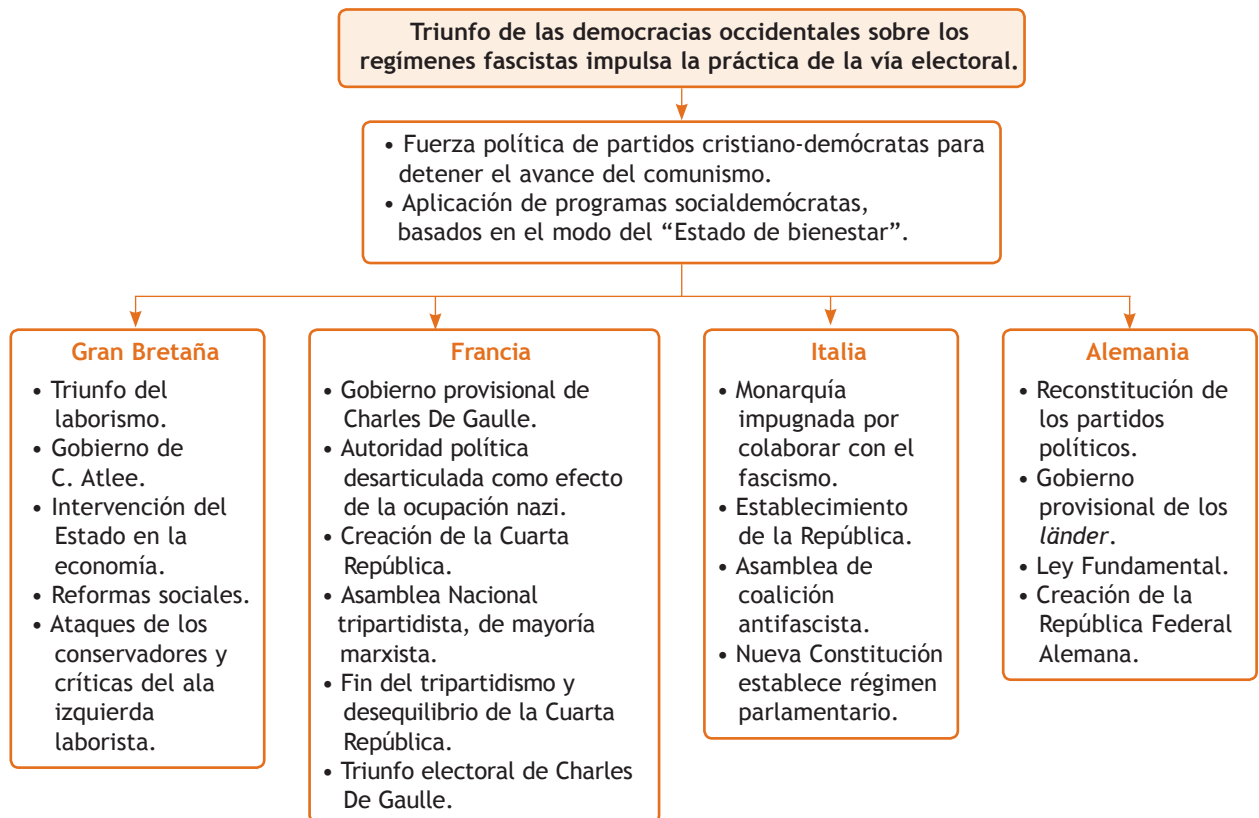 Triunfo de las democracias occidentales sobre los
regímenes fascistas impulsa la práctica de la vía electoral.
• Fuerza política de partidos cristiano-demócratas para
detener el avance del comunismo.
• Aplicación de programas socialdemócratas,
basados en el modo del “Estado de bienestar”.
Gran Bretaña
• Triunfo del
laborismo.
• Gobierno de
C. Atlee.
• Intervención del
Estado en la
economía.
• Reformas sociales.
• Ataques de los
conservadores y
críticas del ala
izquierda
laborista.
Francia
• Gobierno provisional de
Charles De Gaulle.
• Autoridad política
desarticulada como efecto
de la ocupación nazi.
• Creación de la Cuarta
República.
• Asamblea Nacional
tripartidista, de mayoría
marxista.
• Fin del tripartidismo y
desequilibrio de la Cuarta
República.
• Triunfo electoral de Charles
De Gaulle.
Italia
• Monarquía
impugnada por
colaborar con el
fascismo.
• Establecimiento
de la República.
• Asamblea de
coalición
antifascista.
• Nueva Constitución
establece régimen
parlamentario.
Alemania
• Reconstitución de
los partidos
políticos.
• Gobierno
provisional de los
länder.
• Ley Fundamental.
• Creación de la
República Federal
Alemana.